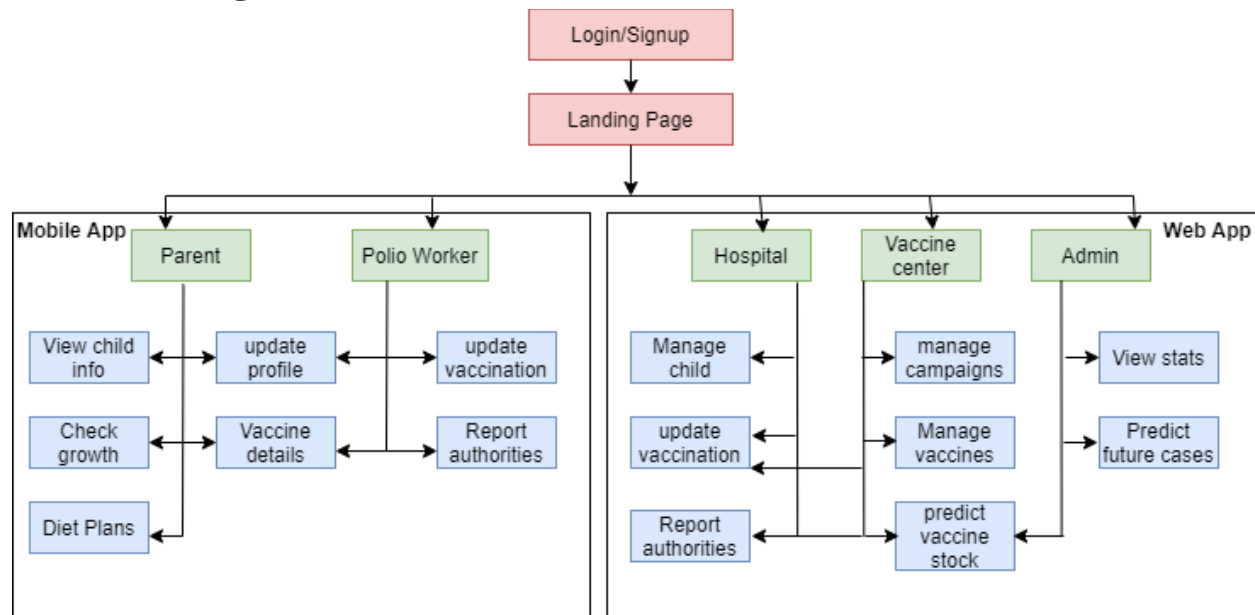 Login/Signup
Landing Page
Mobile App
Web App
Parent
Polio Worker
Hospital
Vaccine
center
Admin
View child
info
update
profile
update
vaccination
Manage
child
manage
campaigns
View stats
Check
growth
Vaccine
details
Report
authorities
update
vaccination
Manage
vaccines
Predict
future cases
Diet Plans
Report
authorities
predict
vaccine
stock